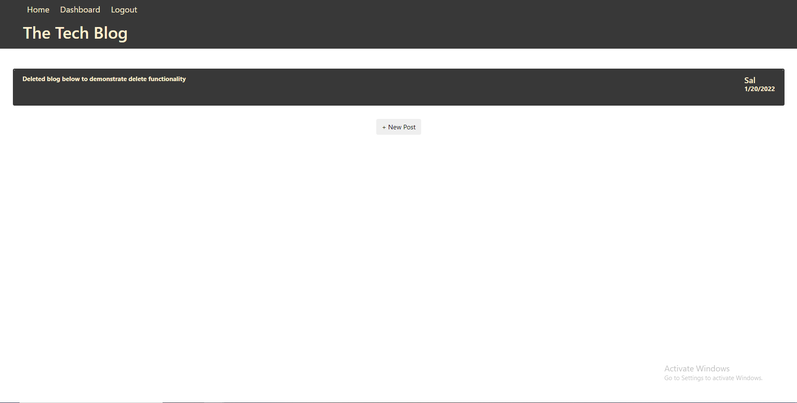 Home Dashboard Logout
The Tech Blog
Deleted blog below to demonstrate delete functionality
Sal
1/20/2022
+ New Post
Activate Windows
Go to Settings to activate Windows.